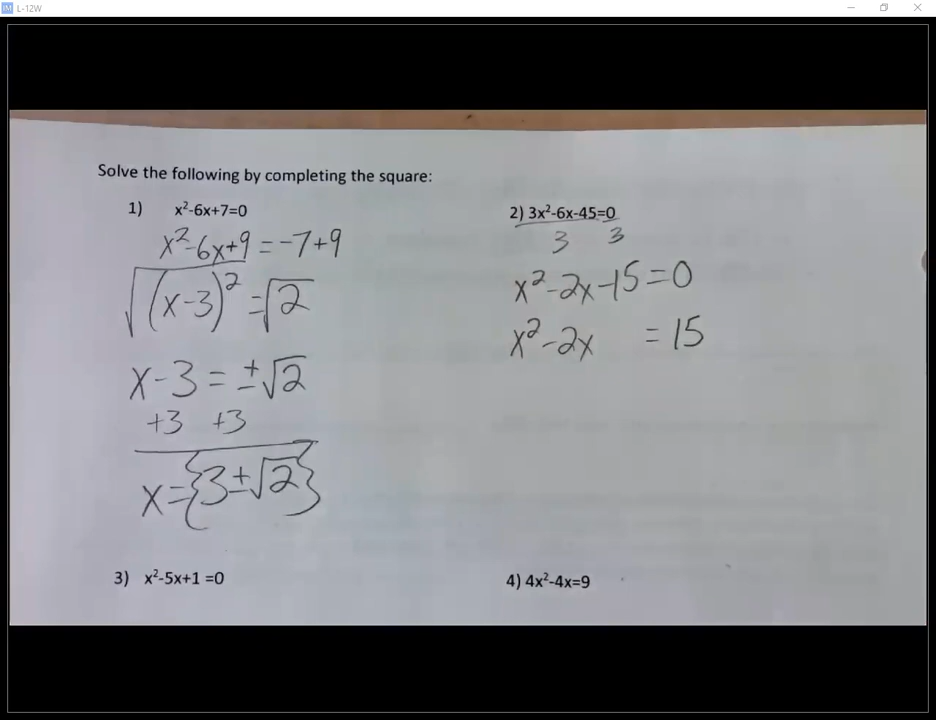 L-12W
Solve the following by completing the square:
1) x²-6x+7=0
x²-6x+9=-7+9
√(x-3)²=√2
x-3=±√2
+3 +3
x={3±√2}
2) 3x²-6x-45=0
3 3
x²-2x-15=0
x²-2x =15
3) x²-5x+1 =0
4) 4x²-4x=9